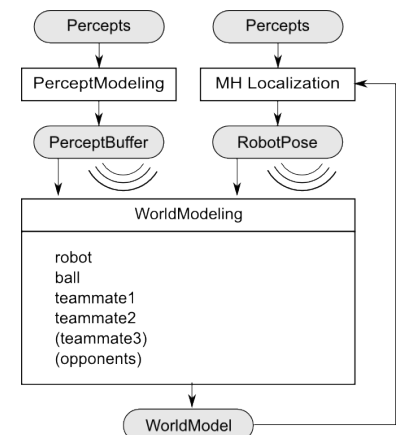 Percepts
Percepts
PerceptModeling
MH Localization
PerceptBuffer
RobotPose
WorldModeling
robot
ball
teammate1
teammate2
(teammate3)
(opponents)
WorldModel